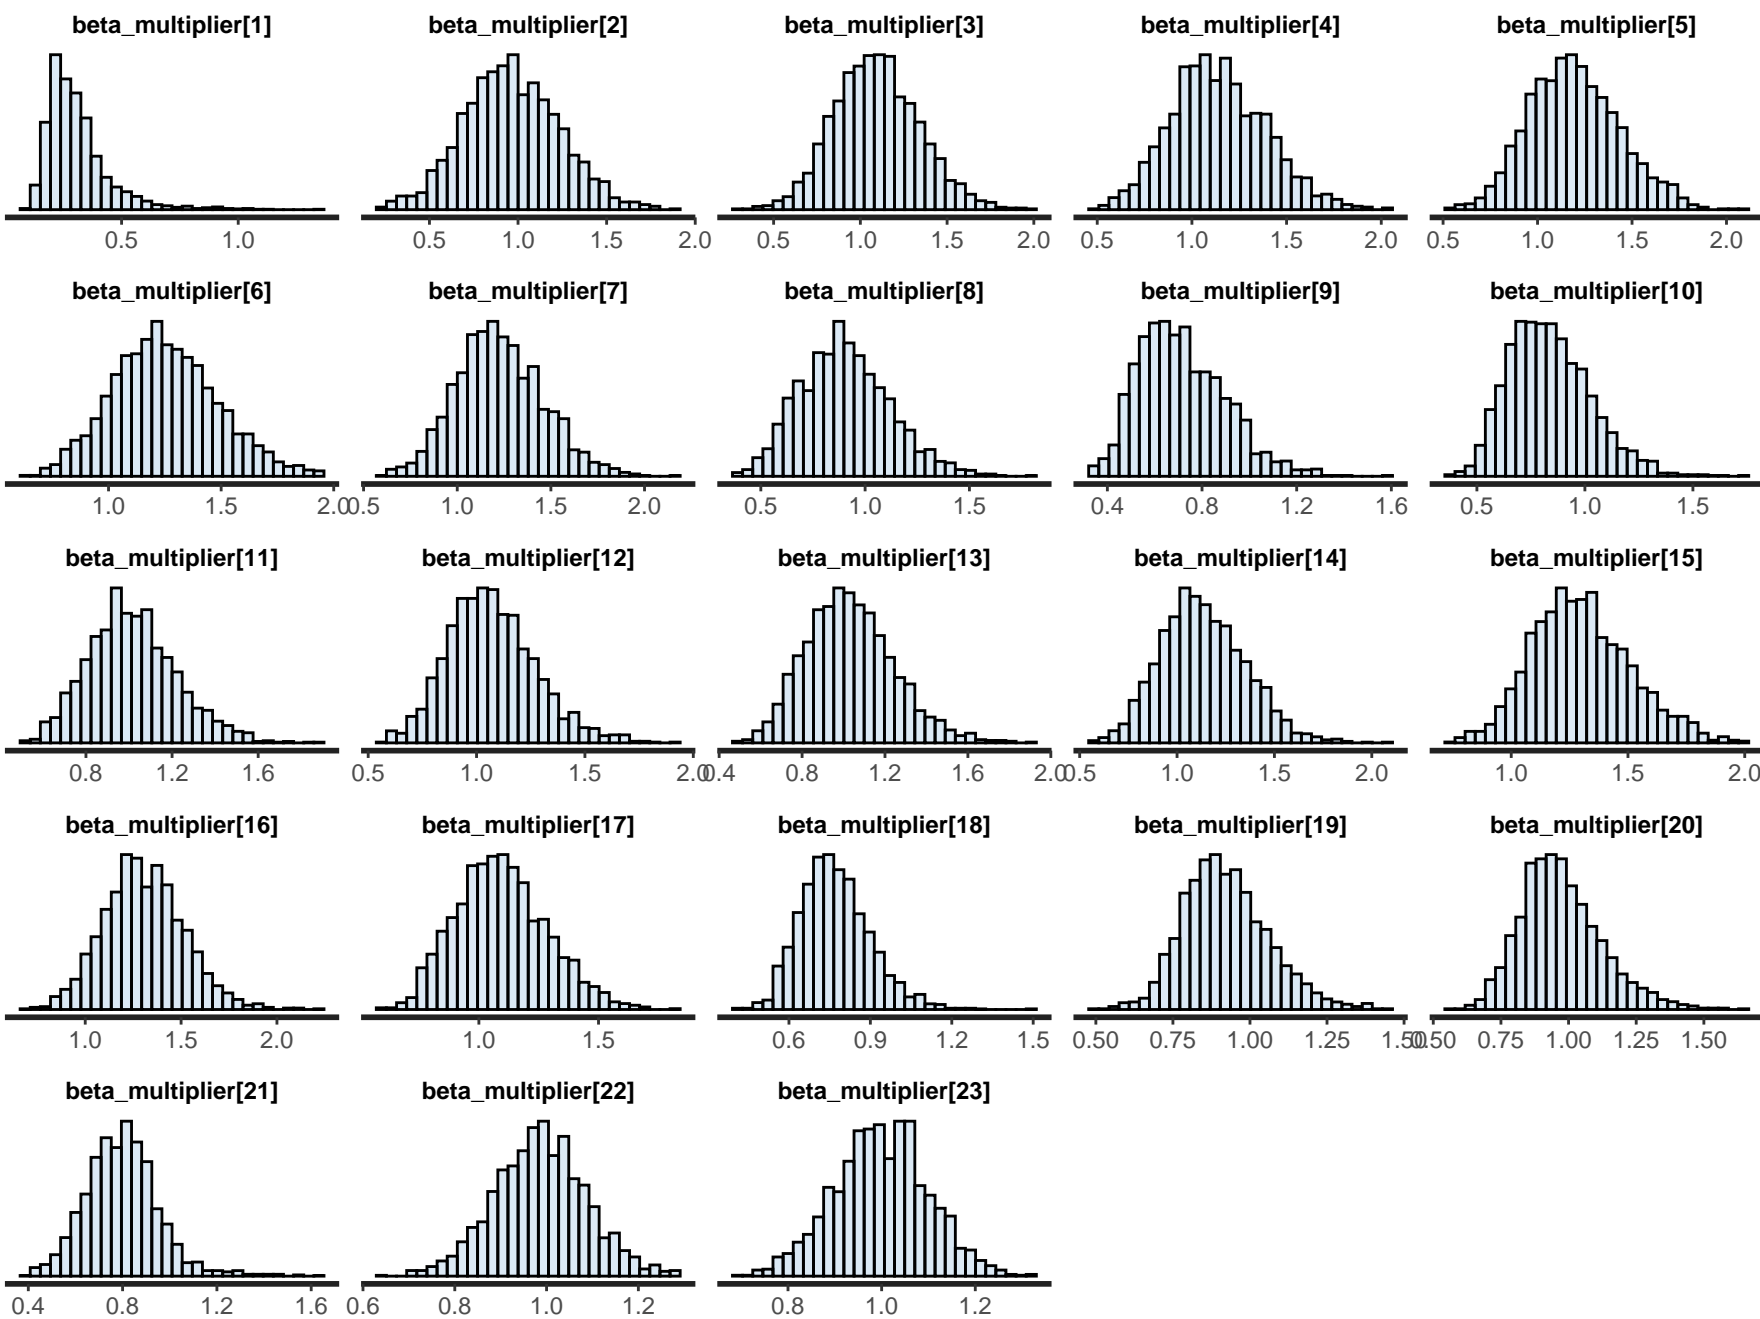 beta_multiplier[1] beta_multiplier[2] beta_multiplier[3] beta_multiplier[4] beta_multiplier[5]
0.5 1.0 0.5 1.0 1.5 2.0 0.5 1.0 1.5 2.0 0.5 1.0 1.5 2.0 0.5 1.0 1.5 2.0
beta_multiplier[6] beta_multiplier[7] beta_multiplier[8] beta_multiplier[9] beta_multiplier[10]
1.0 1.5 2.0 0.5 1.0 1.5 2.0 0.5 1.0 1.5 0.4 0.8 1.2 1.6 0.5 1.0 1.5
beta_multiplier[11] beta_multiplier[12] beta_multiplier[13] beta_multiplier[14] beta_multiplier[15]
0.8 1.2 1.6 0.5 1.0 1.5 2.0 0.4 0.8 1.2 1.6 2.0 0.5 1.0 1.5 2.0 1.0 1.5 2.0
beta_multiplier[16] beta_multiplier[17] beta_multiplier[18] beta_multiplier[19] beta_multiplier[20]
1.0 1.5 2.0 1.0 1.5 0.6 0.9 1.2 1.5 0.50 0.75 1.00 1.25 1.50 0.50 0.75 1.00 1.25 1.50
beta_multiplier[21] beta_multiplier[22] beta_multiplier[23]
0.4 0.8 1.2 1.6 0.6 0.8 1.0 1.2 0.8 1.0 1.2